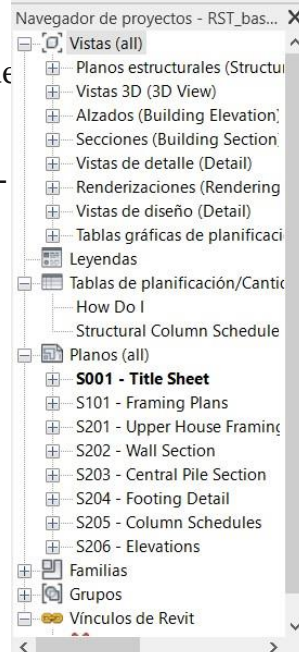 Navegador de proyectos - RST_bas...
Vistas (all)
Planos estructurales (Structur
Vistas 3D (3D View)
Alzados (Building Elevation)
Secciones (Building Section)
Vistas de detalle (Detail)
Renderizaciones (Rendering
Vistas de diseño (Detail)
Tablas gráficas de planificaci
Leyendas
Tablas de planificación/Cantid
How Do I
Structural Column Schedule
Planos (all)
S001 - Title Sheet
S101 - Framing Plans
S201 - Upper House Framing
S202 - Wall Section
S203 - Central Pile Section
S204 - Footing Detail
S205 - Column Schedules
S206 - Elevations
Familias
Grupos
Vínculos de Revit